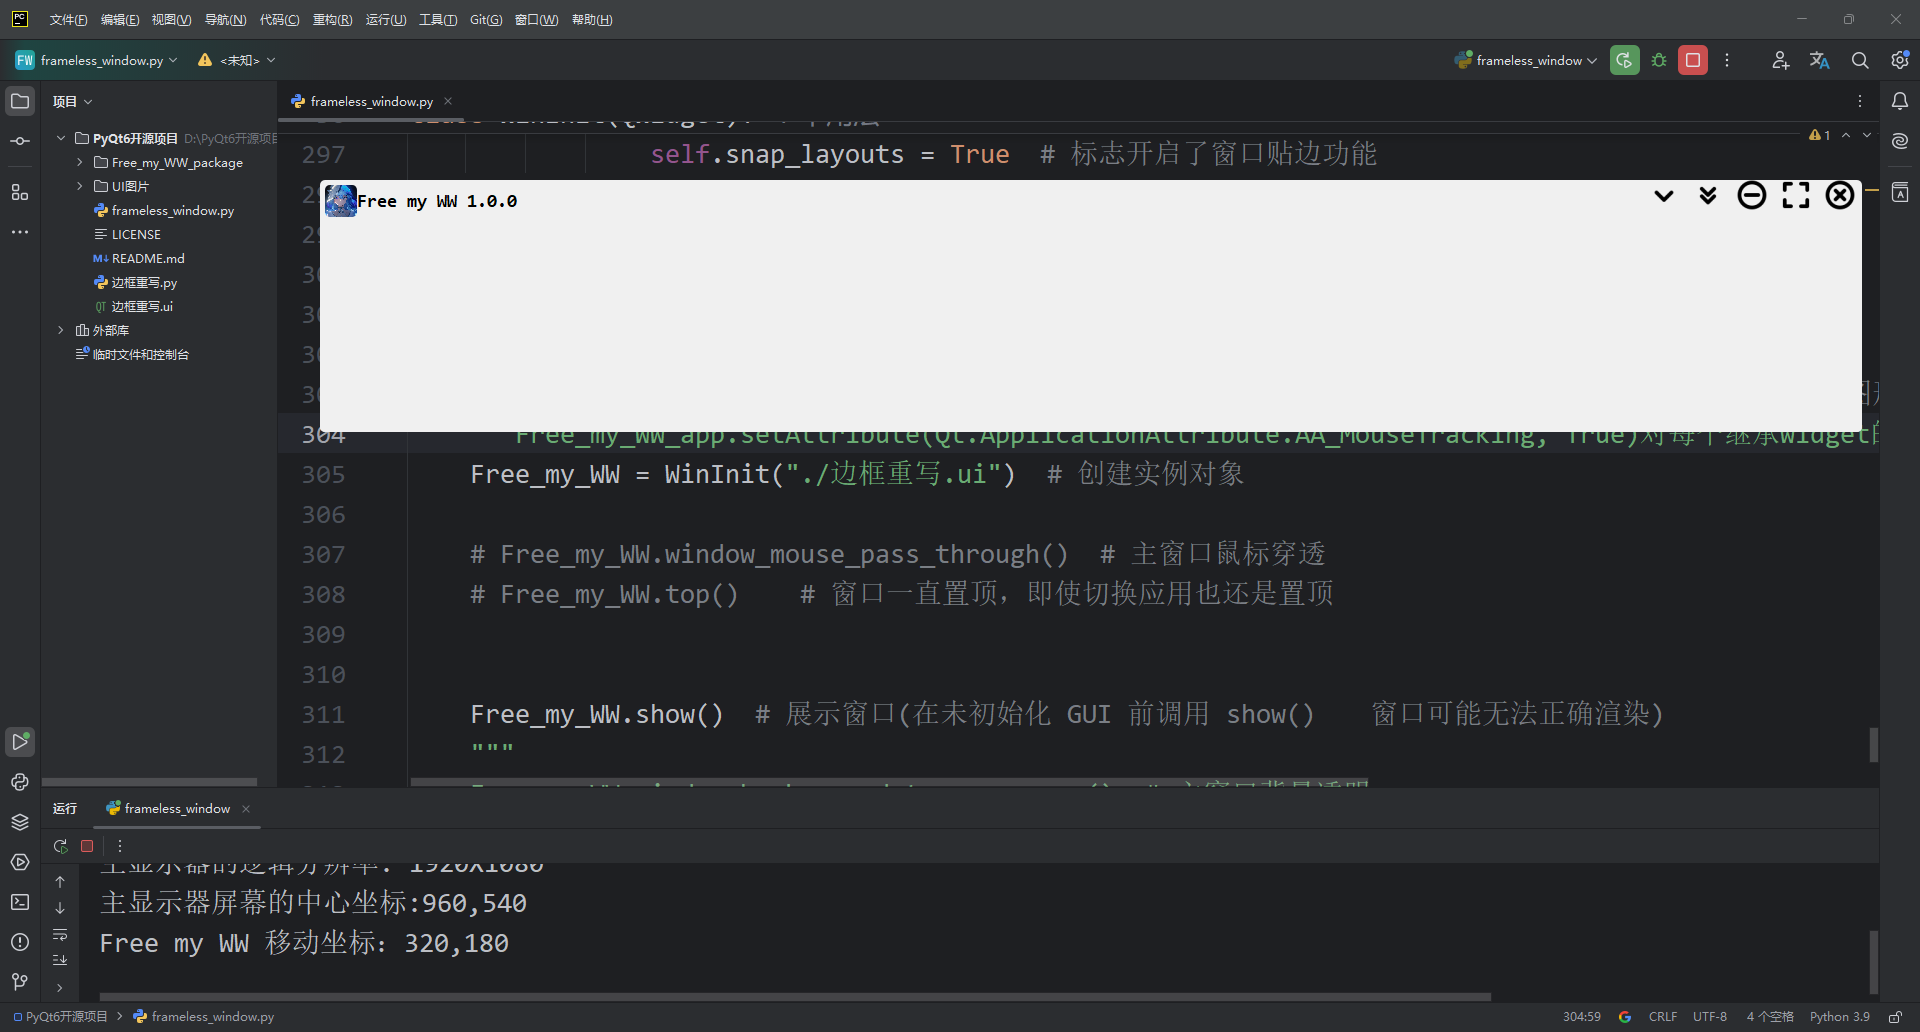 文件(F) 编辑(E) 视图(V) 导航(N) 代码(C) 重构(R) 运行(U) 工具(T) Git(G) 窗口(W) 帮助(H)
FW frameless_window.py <未知> frameless_window
项目
frameless_window.py
PyQt6开源项目 D:\PyQt6开源项目
Free_my_WW_package
UI图片
frameless_window.py
LICENSE
README.md
边框重写.py
边框重写.ui
外部库
临时文件和控制台
1
297 self.snap_layouts = True # 标志开启了窗口贴边功能
Free my WW 1.0.0
304 Free_my_WW_app.setAttribute(Qt.ApplicationAttribute.AA_MouseTracking, True)对每个继承Widget的
305 Free_my_WW = WinInit("./边框重写.ui") # 创建实例对象
306
307 # Free_my_WW.window_mouse_pass_through() # 主窗口鼠标穿透
308 # Free_my_WW.top() # 窗口一直置顶，即使切换应用也还是置顶
309
310
311 Free_my_WW.show() # 展示窗口(在未初始化 GUI 前调用 show() 窗口可能无法正确渲染)
312 """
运行 frameless_window
主显示器的逻辑分辨率: 1920X1080
主显示器屏幕的中心坐标:960,540
Free my WW 移动坐标: 320,180
PyQt6开源项目 frameless_window.py
304:59 CRLF UTF-8 4 个空格 Python 3.9